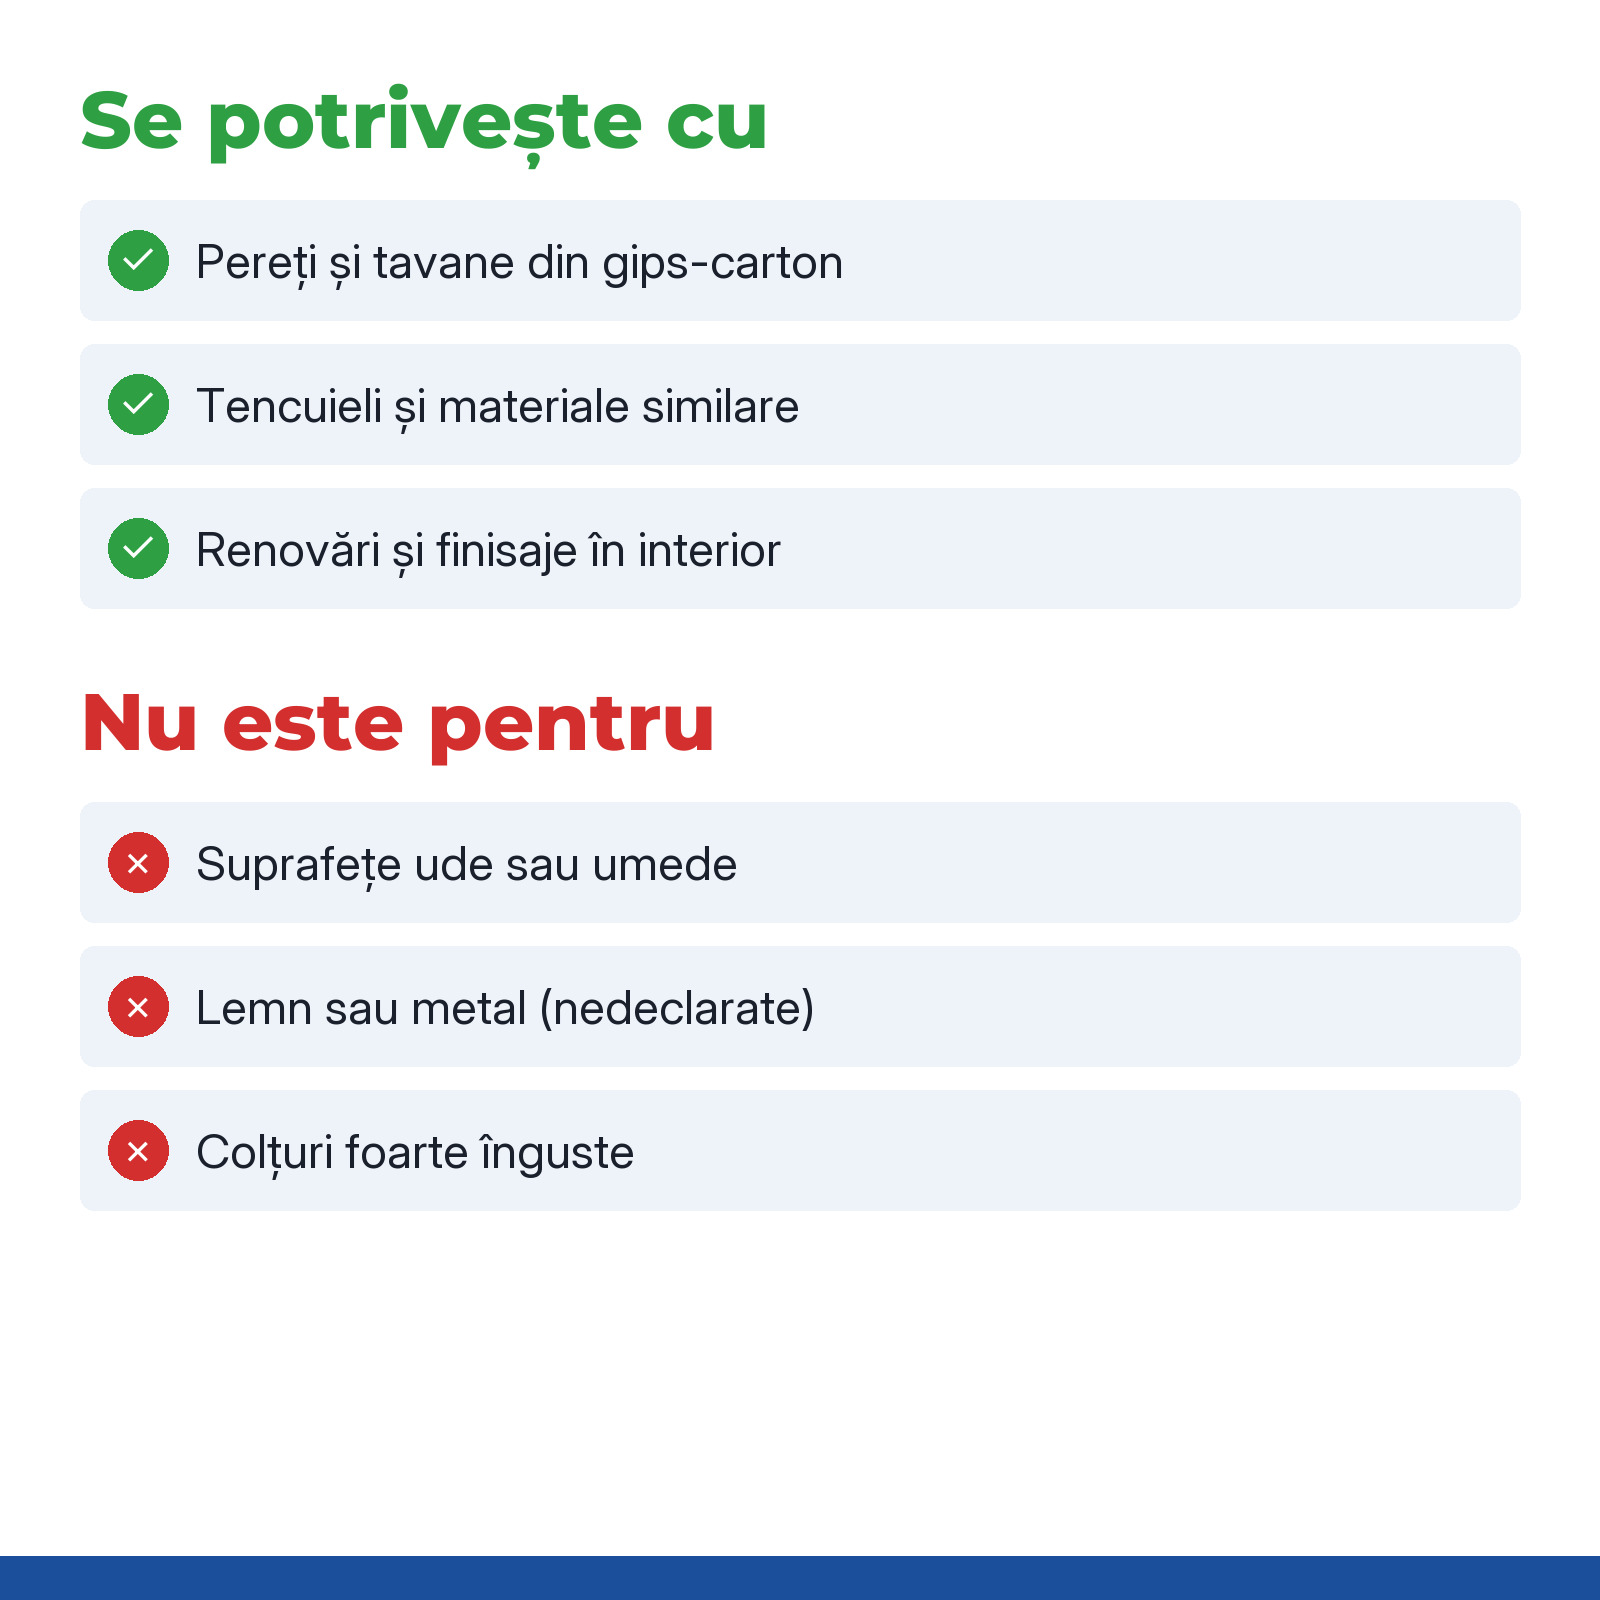 Se potrivește cu
Pereți și tavane din gips-carton
Tencuieli și materiale similare
Renovări și finisaje în interior
Nu este pentru
Suprafețe ude sau umede
Lemn sau metal (nedeclarate)
Colțuri foarte înguste